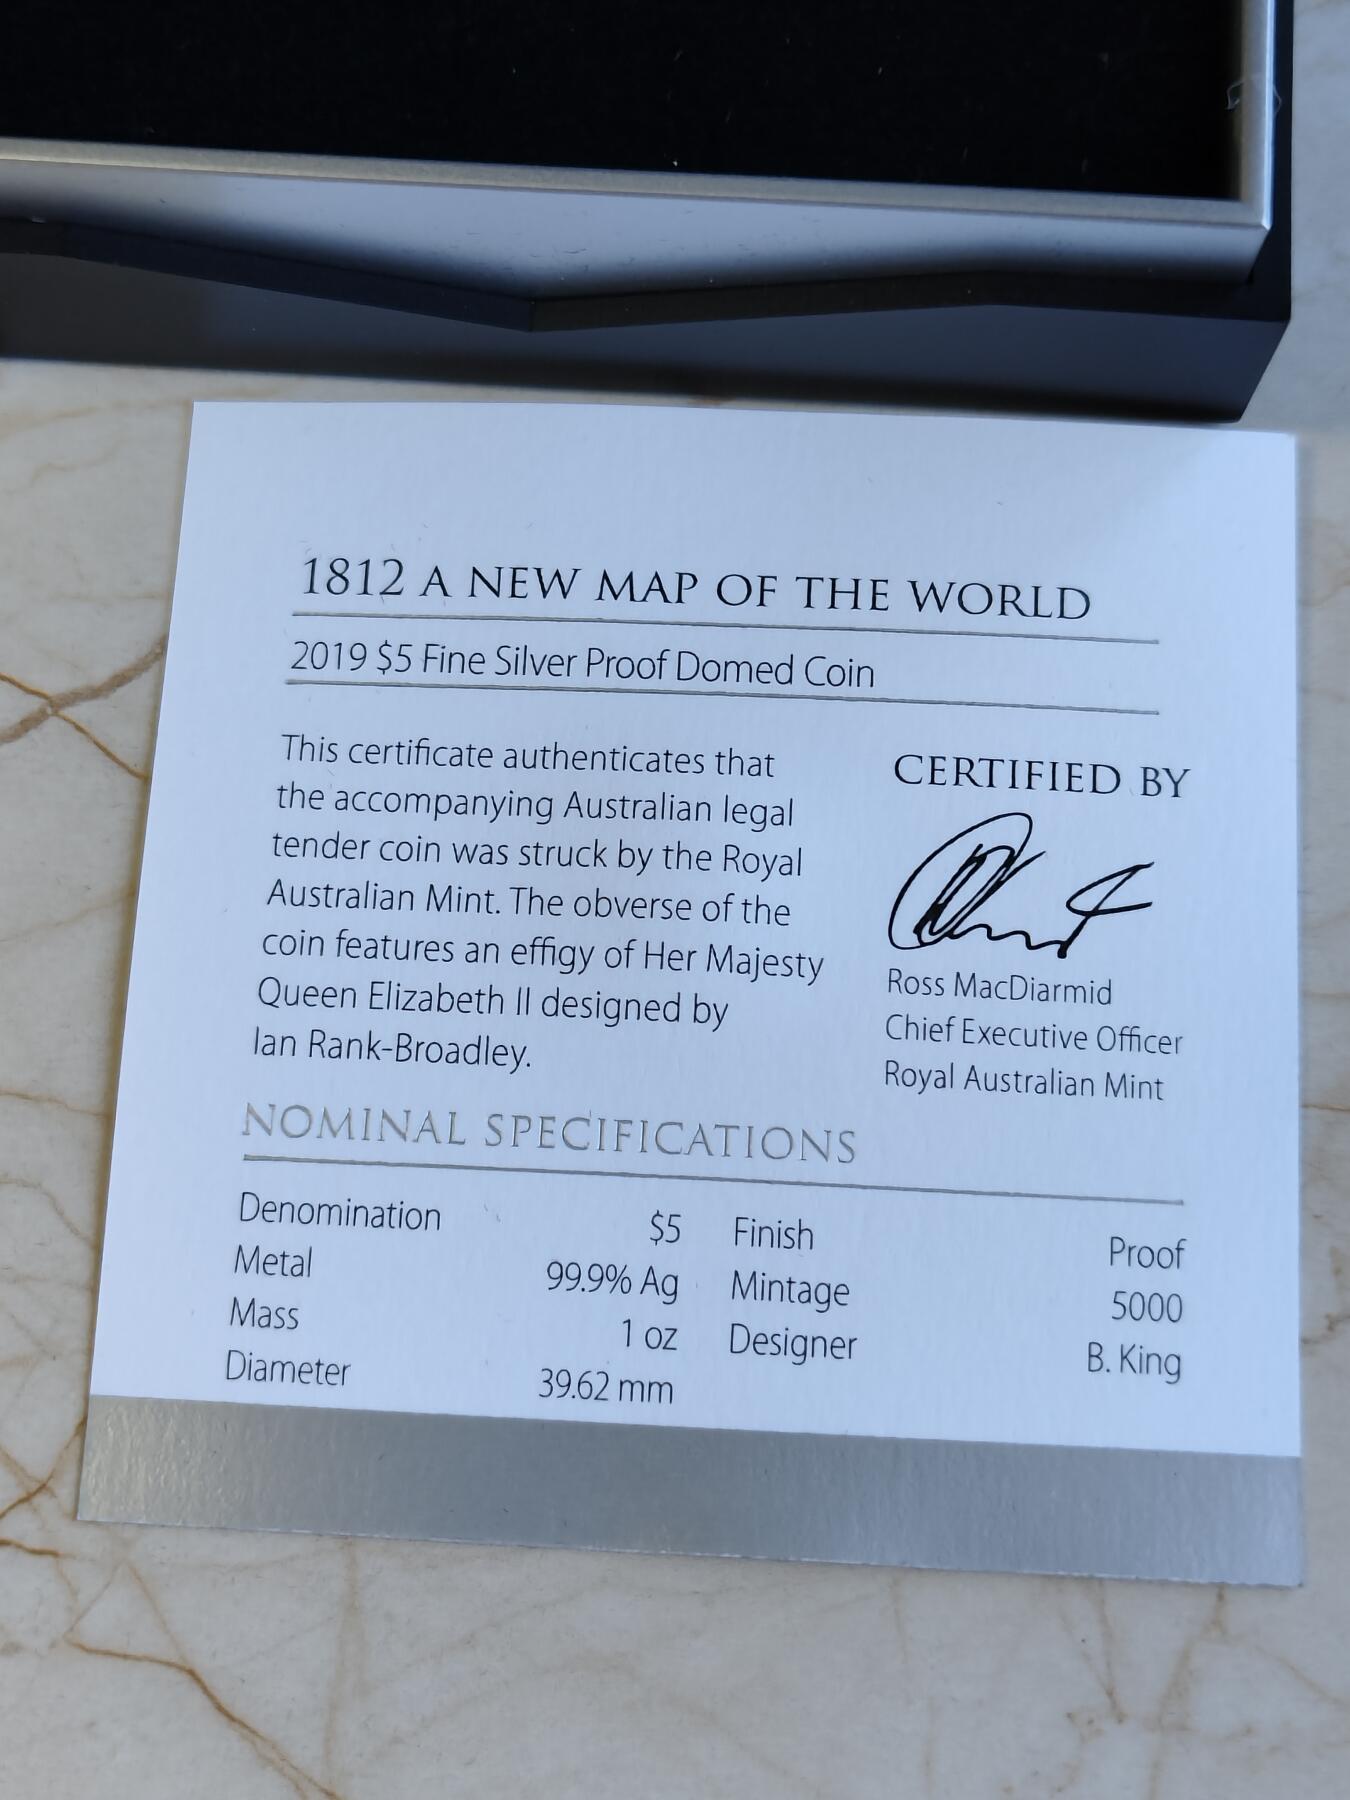 1812 A NEW MAP OF THE WORLD
2019 $5 Fine Silver Proof Domed Coin
This certificate authenticates that
the accompanying Australian legal
tender coin was struck by the Royal
Australian Mint. The obverse of the
coin features an effigy of Her Majesty
Queen Elizabeth II designed by
Ian Rank-Broadley.
CERTIFIED BY
Ross MacDiarmid
Chief Executive Officer
Royal Australian Mint
NOMINAL SPECIFICATIONS
Denomination $5
Metal 99.9% Ag
Mass 1 oz
Diameter 39.62 mm
Finish Proof
Mintage 5000
Designer B. King